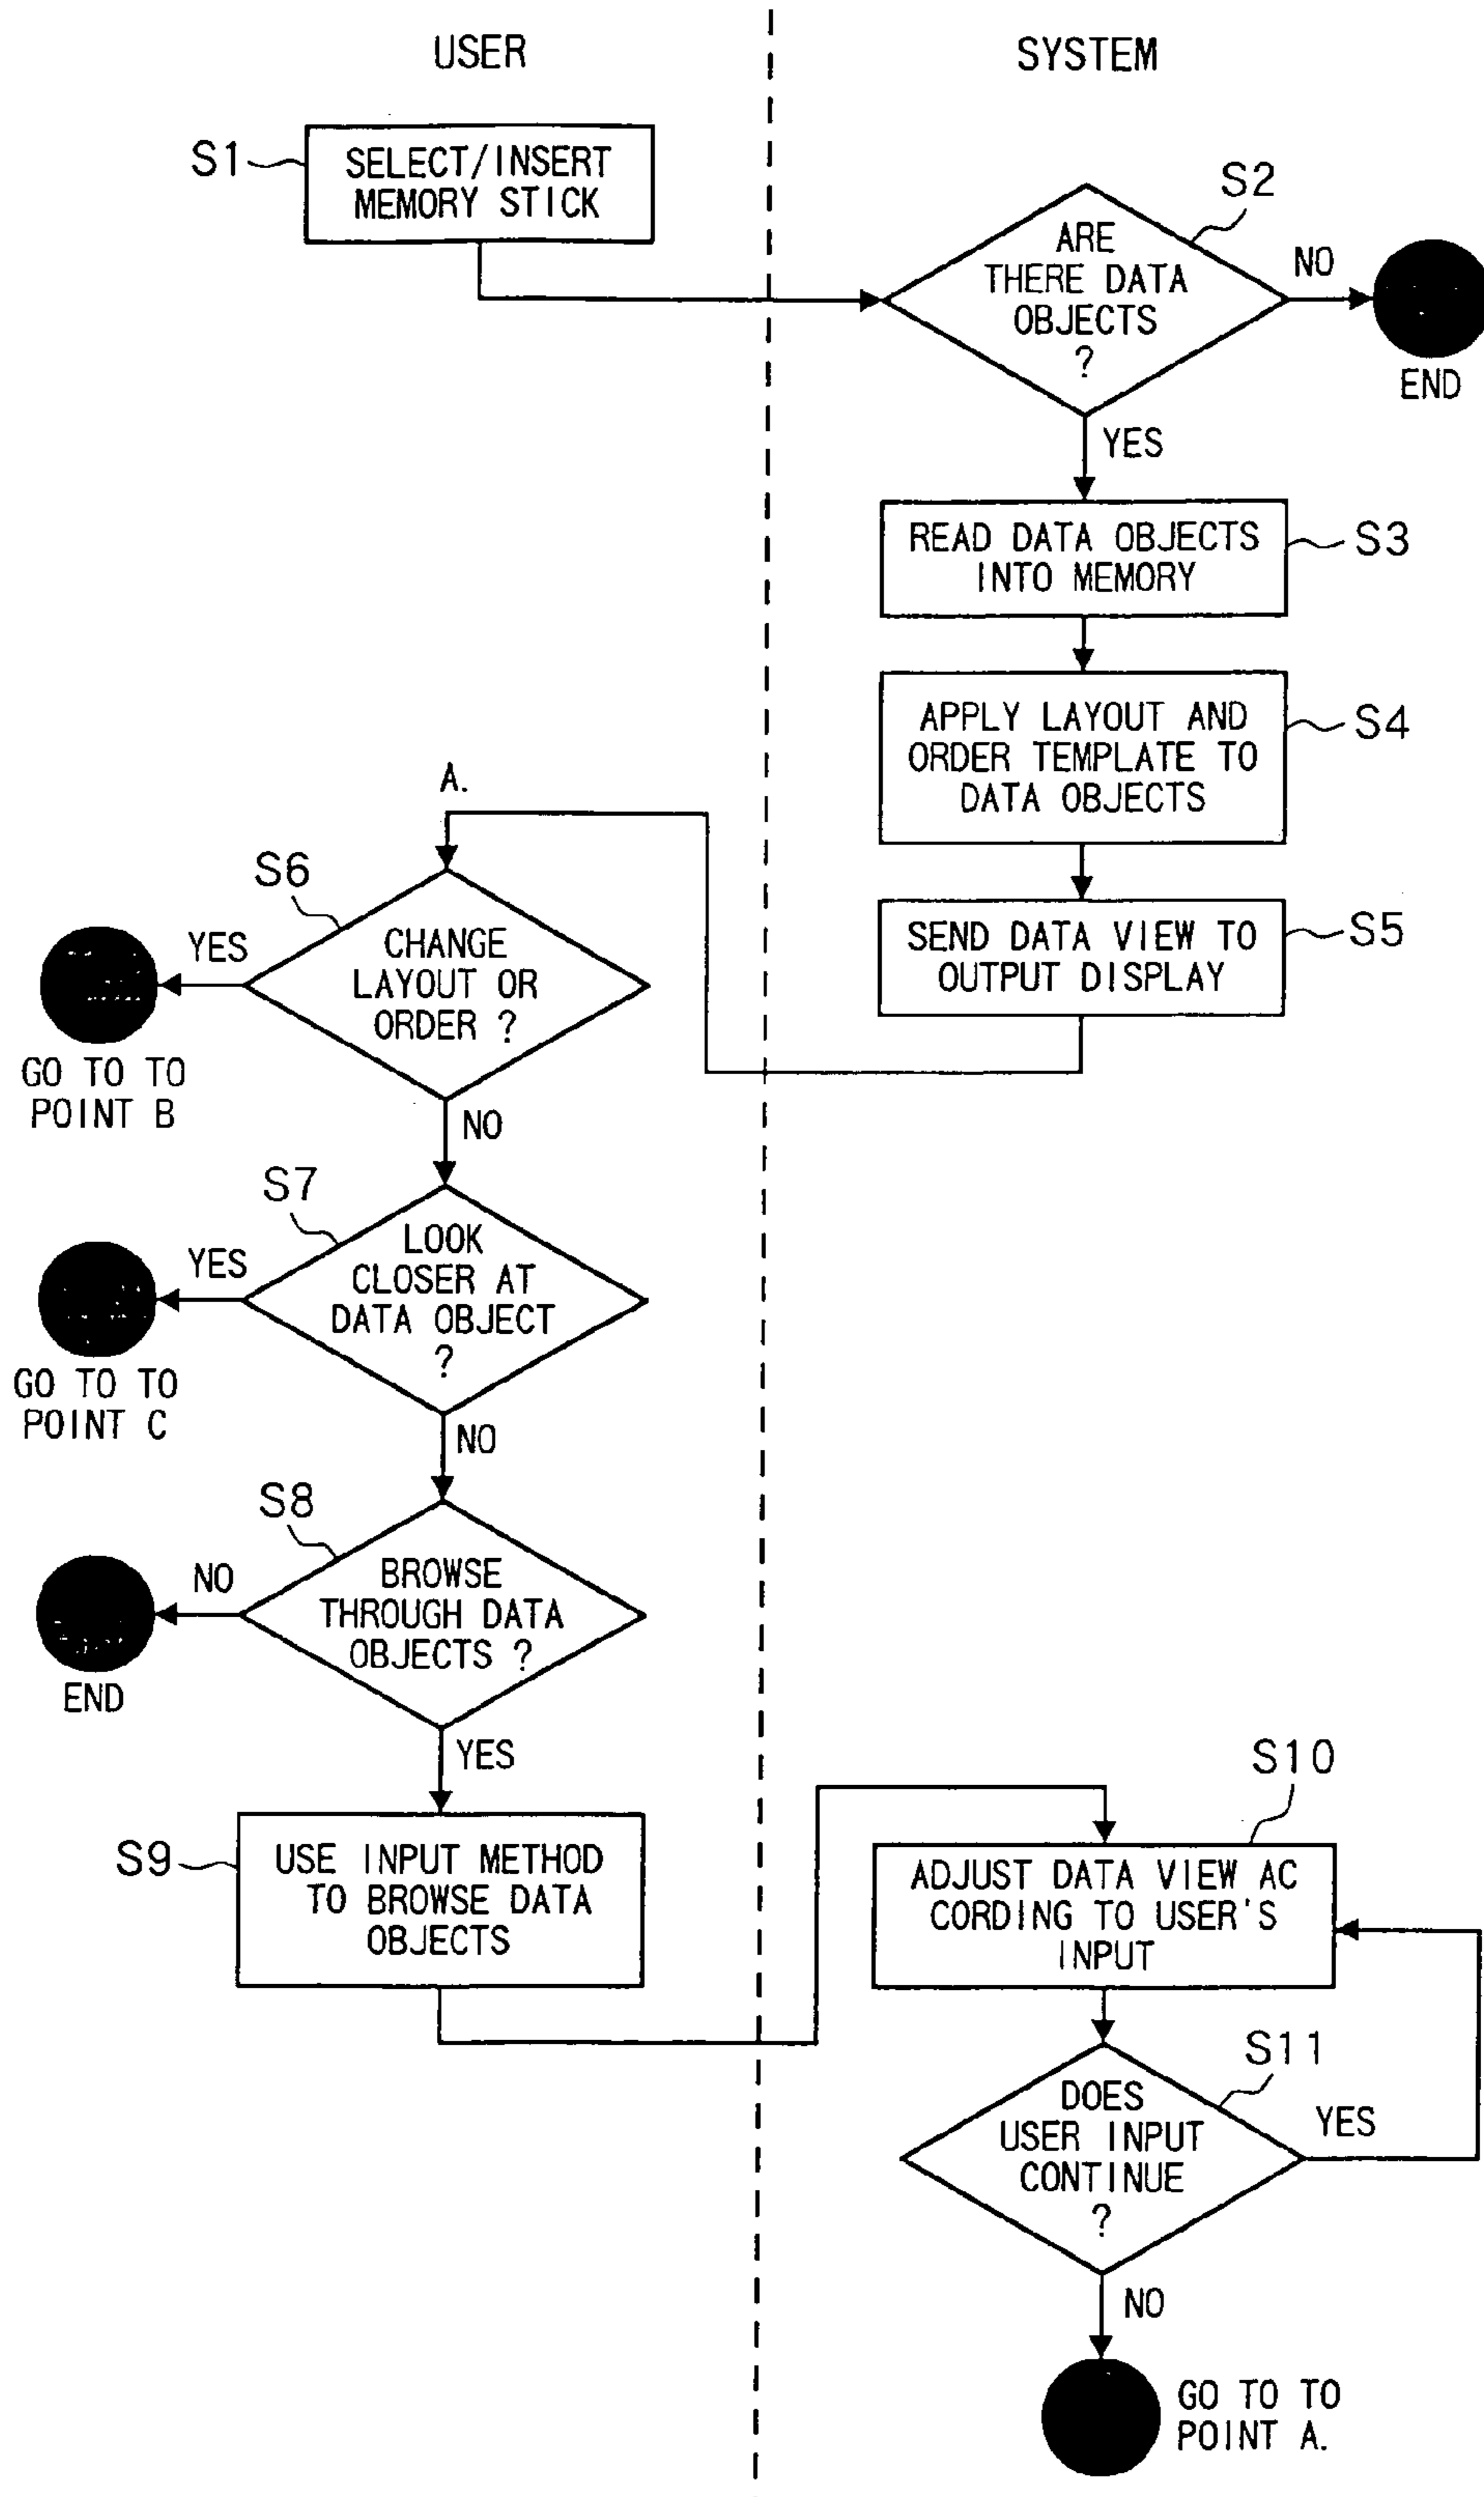 USER
SYSTEM
S1
SELECT/INSERT
MEMORY STICK
S2
ARE
THERE DATA
OBJECTS
?
NO
END
YES
READ DATA OBJECTS
INTO MEMORY
S3
APPLY LAYOUT AND
ORDER TEMPLATE TO
DATA OBJECTS
S4
SEND DATA VIEW TO
OUTPUT DISPLAY
S5
A.
S6
CHANGE
LAYOUT OR
ORDER ?
YES
GO TO TO
POINT B
NO
S7
LOOK
CLOSER AT
DATA OBJECT
?
YES
GO TO TO
POINT C
NO
S8
BROWSE
THROUGH DATA
OBJECTS ?
NO
END
YES
S9
USE INPUT METHOD
TO BROWSE DATA
OBJECTS
S10
ADJUST DATA VIEW AC
CORDING TO USER'S
INPUT
S11
DOES
USER INPUT
CONTINUE
?
YES
NO
GO TO TO
POINT A.